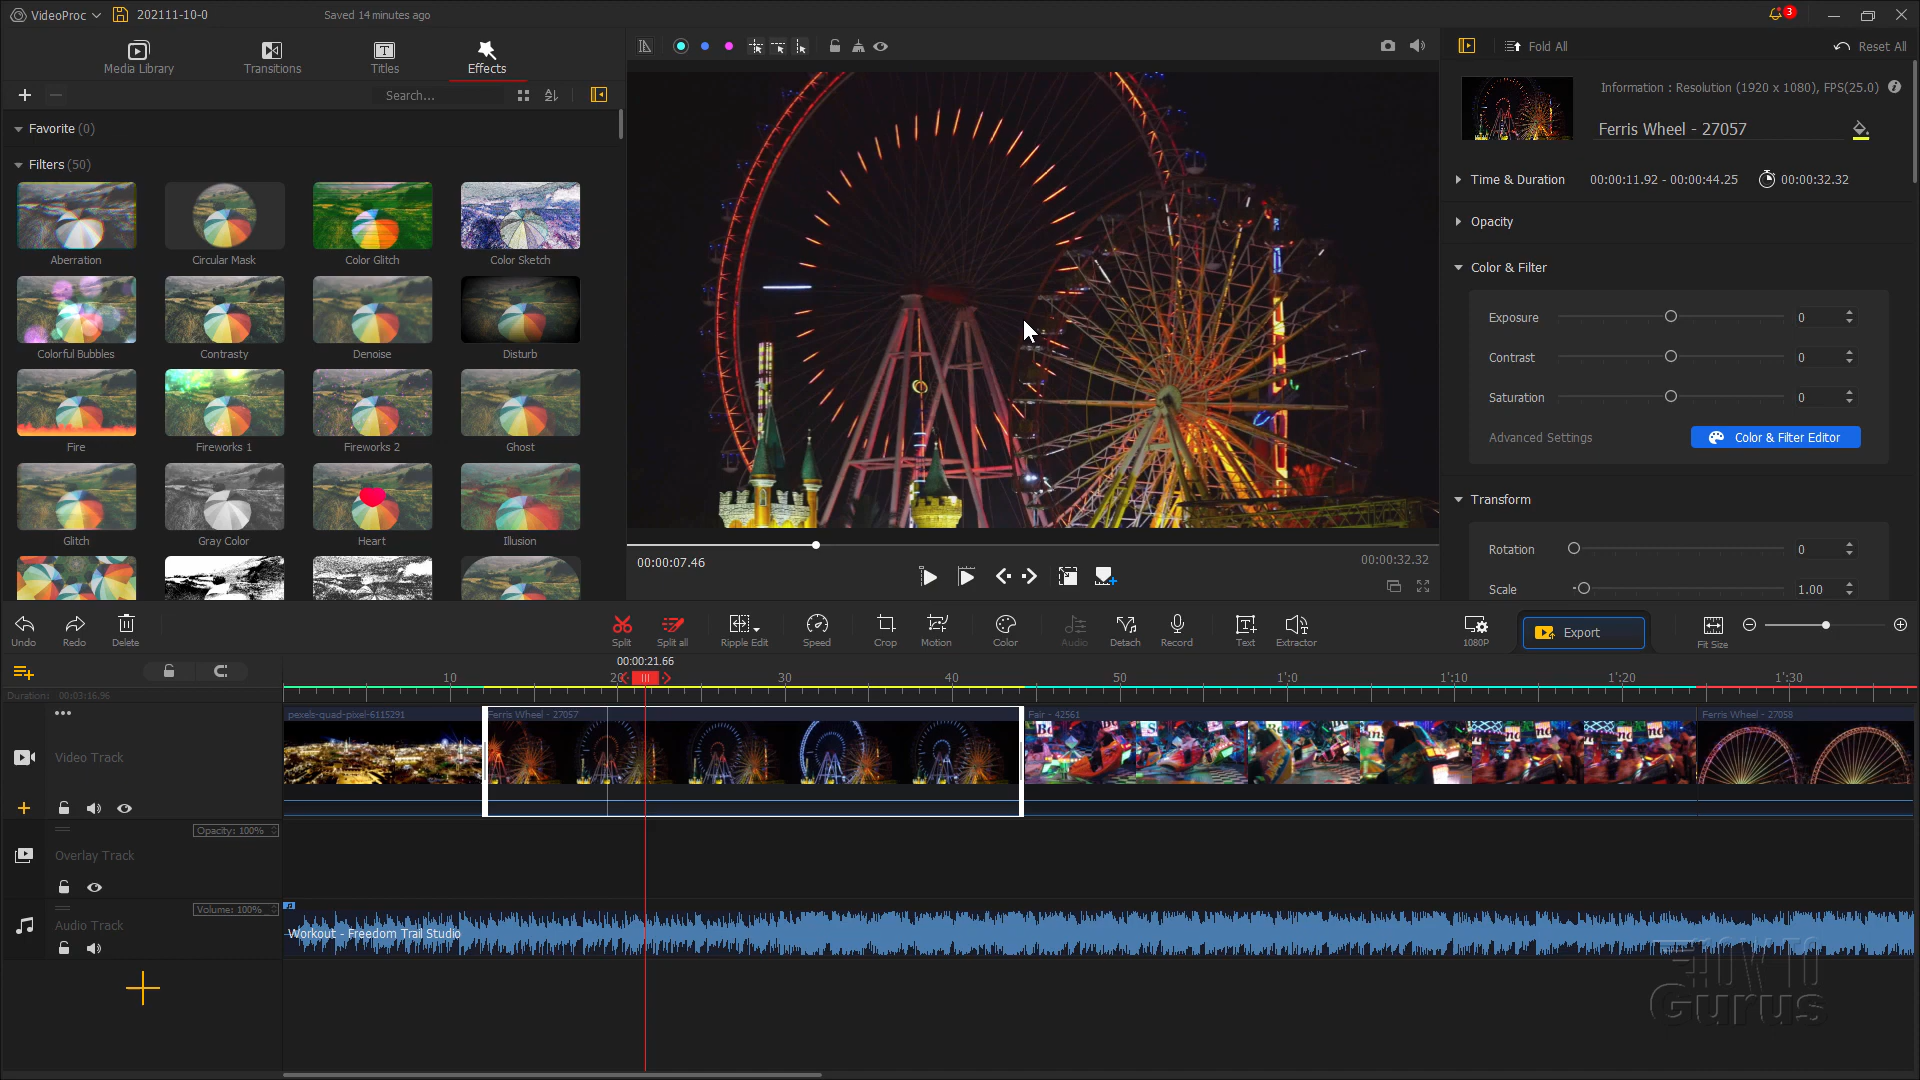 VideoProc
202111-10-0
Saved 14 minutes ago
3
Media Library
Transitions
Titles
Effects
Search...
Favorite (0)
Filters (50)
Aberration
Circular Mask
Color Glitch
Color Sketch
Colorful Bubbles
Contrasty
Denoise
Disturb
Fire
Fireworks 1
Fireworks 2
Ghost
Glitch
Gray Color
Heart
Illusion
00:00:07.46
00:00:32.32
Fold All
Reset All
Information : Resolution (1920 x 1080), FPS(25.0)
Ferris Wheel - 27057
Time & Duration
00:00:11.92 - 00:00:44.25
00:00:32.32
Opacity
Color & Filter
Exposure
0
Contrast
0
Saturation
0
Advanced Settings
Color & Filter Editor
Transform
Rotation
0
Scale
1.00
Undo
Redo
Delete
Split
Split all
Ripple Edit
Speed
Crop
Motion
Color
Audio
Detach
Record
Text
Extractor
1080P
Export
Fit Size
00:00:21.66
Duration: 00:03:16.96
10
20
30
40
50
1':0
1':10
1':20
1':30
pexels-quad-pixel-6115291
Ferris Wheel - 27057
Fair - 42561
Ferris Wheel - 27058
Video Track
Opacity: 100%
Overlay Track
Volume: 100%
Audio Track
Workout - Freedom Trail Studio
HOWTO
Gurus